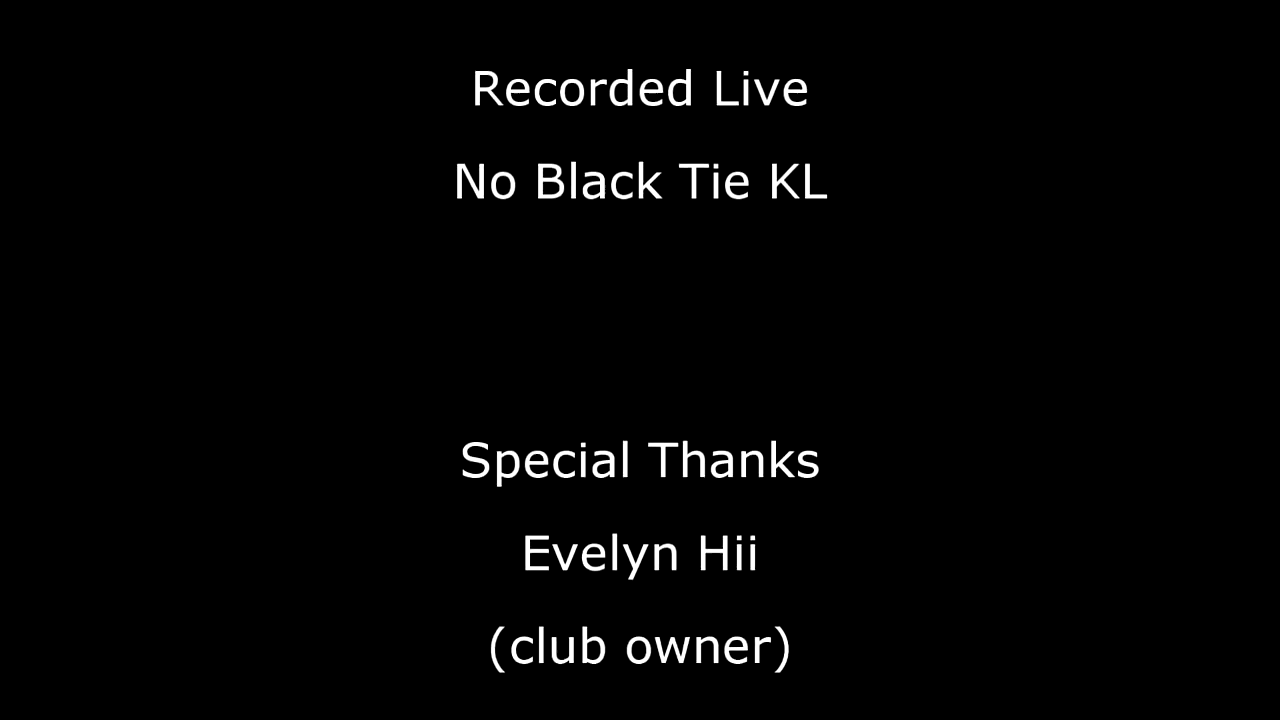 Recorded Live
No Black Tie KL
Special Thanks
Evelyn Hii
(club owner)